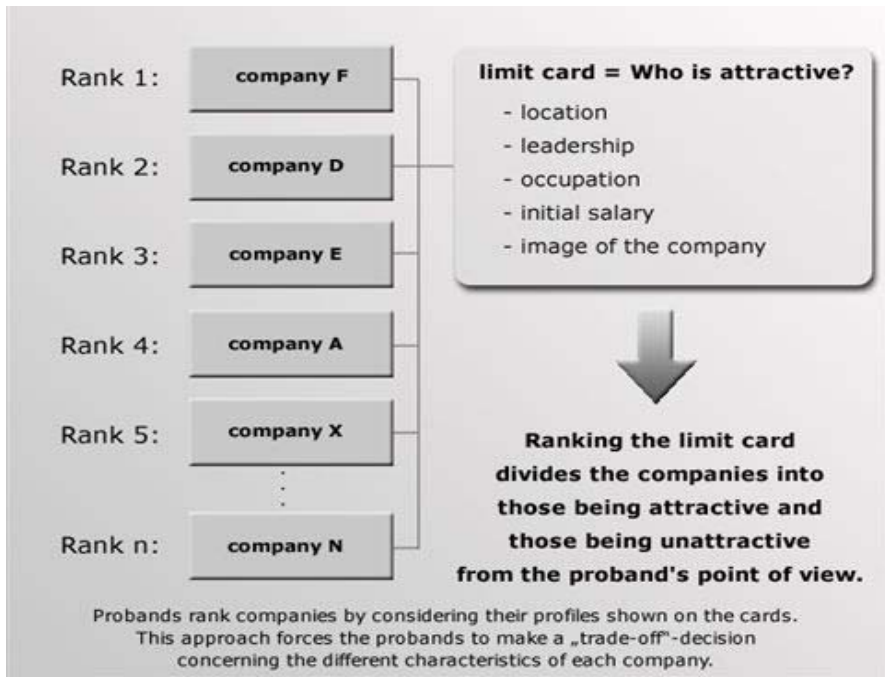 Rank 1:
company F
Rank 2:
company D
Rank 3:
company E
Rank 4:
company A
Rank 5:
company X
Rank n:
company N
limit card = Who is attractive?
- location
- leadership
- occupation
- initial salary
- image of the company
Ranking the limit card
divides the companies into
those being attractive and
those being unattractive
from the proband's point of view.
Probands rank companies by considering their profiles shown on the cards.
This approach forces the probands to make a „trade-off"-decision
concerning the different characteristics of each company.